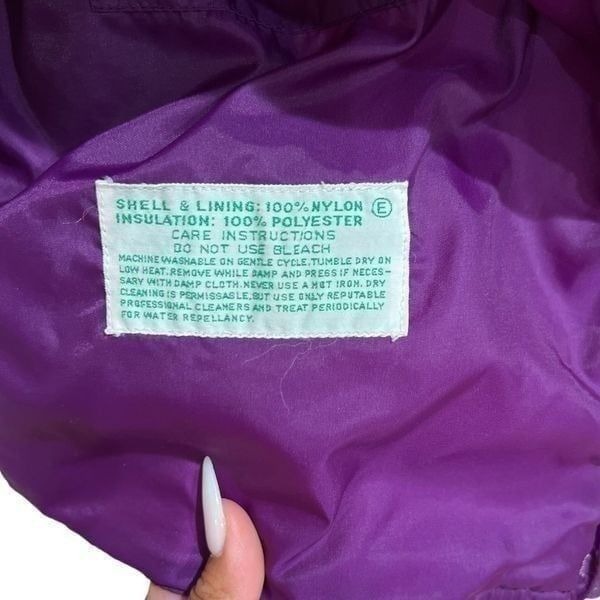 SHELL & LINING: 100% NYLON Ⓔ
INSULATION: 100% POLYESTER
CARE INSTRUCTIONS
DO NOT USE BLEACH
MACHINE WASHABLE ON GENTLE CYCLE. TUMBLE DRY ON
LOW HEAT. REMOVE WHILE DAMP AND PRESS IF NECES-
SARY WITH DAMP CLOTH. NEVER USE A HOT IRON. DRY
CLEANING IS PERMISSABLE, BUT USE ONLY REPUTABLE
PROFESSIONAL CLEANERS AND TREAT PERIODICALLY
FOR WATER REPELLANCY.